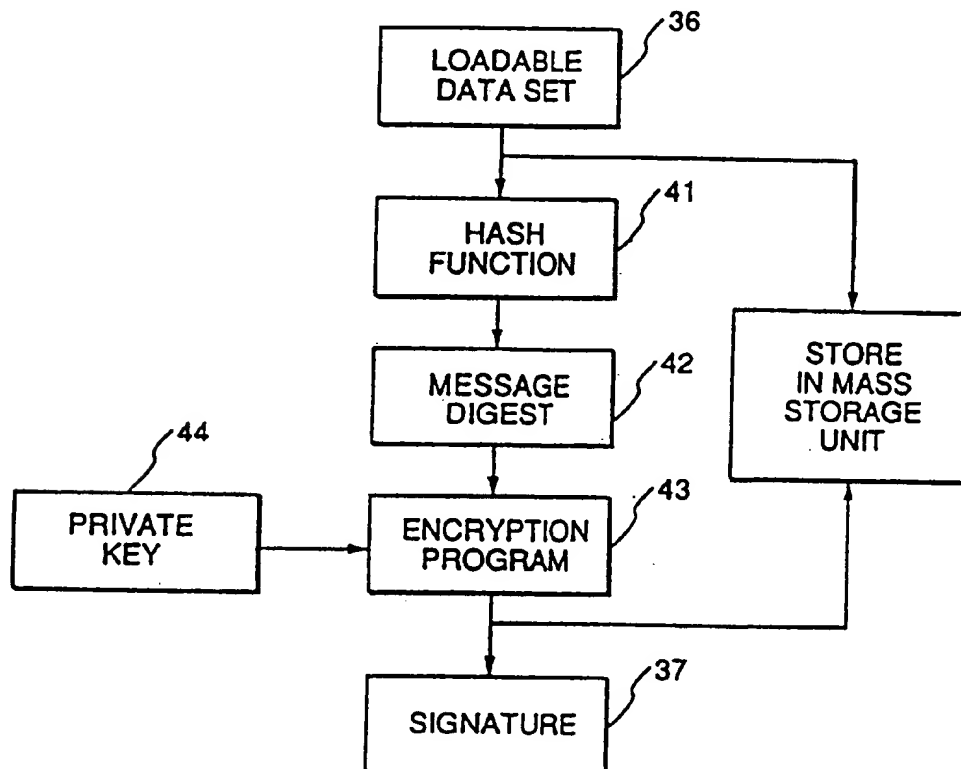 36
LOADABLE
DATA SET
41
HASH
FUNCTION
42
MESSAGE
DIGEST
STORE
IN MASS
STORAGE
UNIT
44
PRIVATE
KEY
43
ENCRYPTION
PROGRAM
37
SIGNATURE